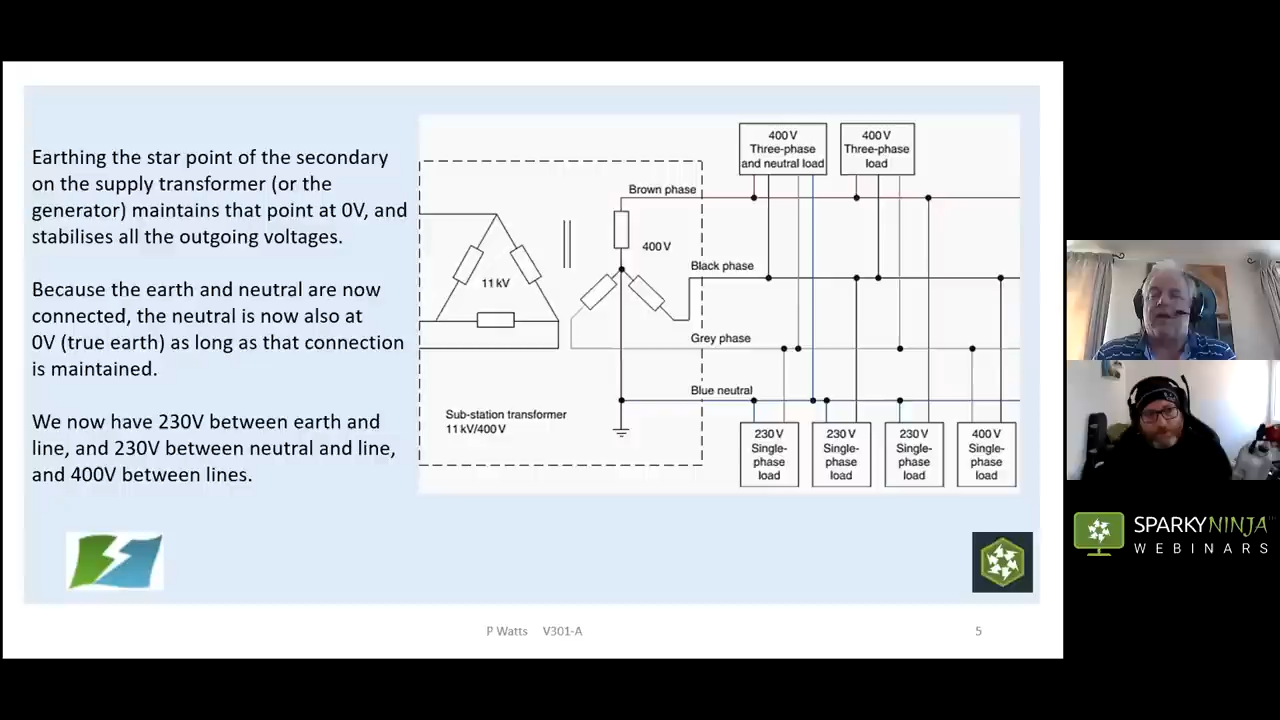 Earthing the star point of the secondary
on the supply transformer (or the
generator) maintains that point at 0V, and
stabilises all the outgoing voltages.
Because the earth and neutral are now
connected, the neutral is now also at
0V (true earth) as long as that connection
is maintained.
We now have 230V between earth and
line, and 230V between neutral and line,
and 400V between lines.
400 V
Three-phase
and neutral load
400 V
Three-phase
load
Brown phase
400 V
11 kV
Black phase
Grey phase
Blue neutral
Sub-station transformer
11 kV/400 V
230 V
Single-
phase
load
230 V
Single-
phase
load
230 V
Single-
phase
load
400 V
Single-
phase
load
P Watts V301-A
5
SPARKYNINJA
WEBINARS